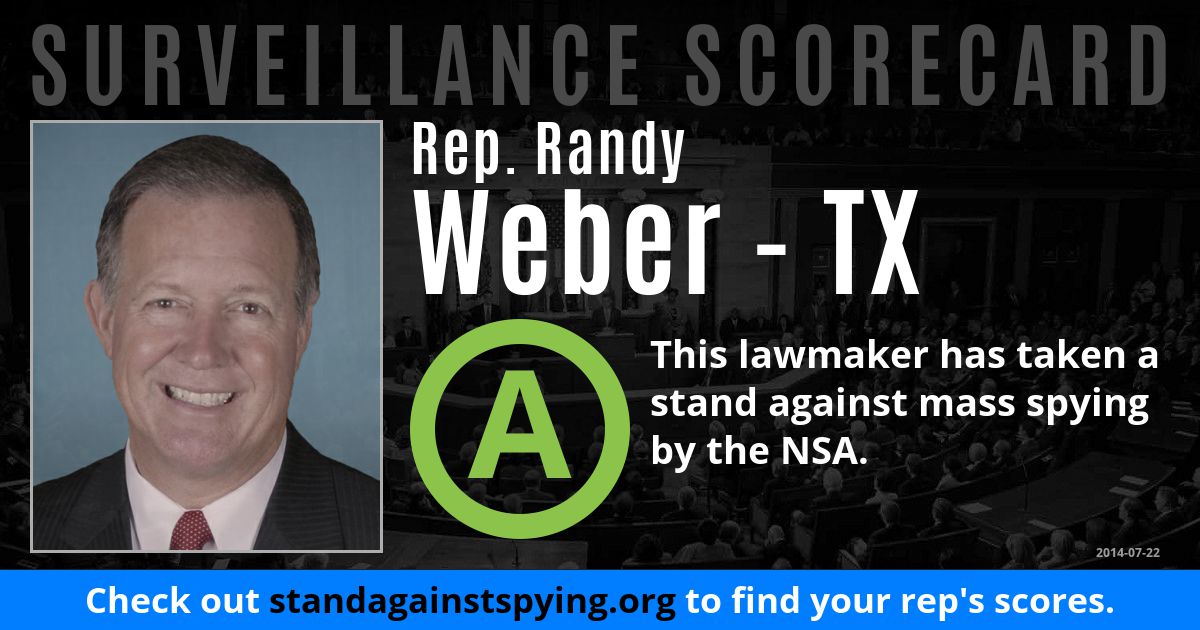 SURVEILLANCE SCORECARD
Rep. Randy
Weber - TX
A
This lawmaker has taken a
stand against mass spying
by the NSA.
2014-07-22
Check out standagainstspying.org to find your rep's scores.